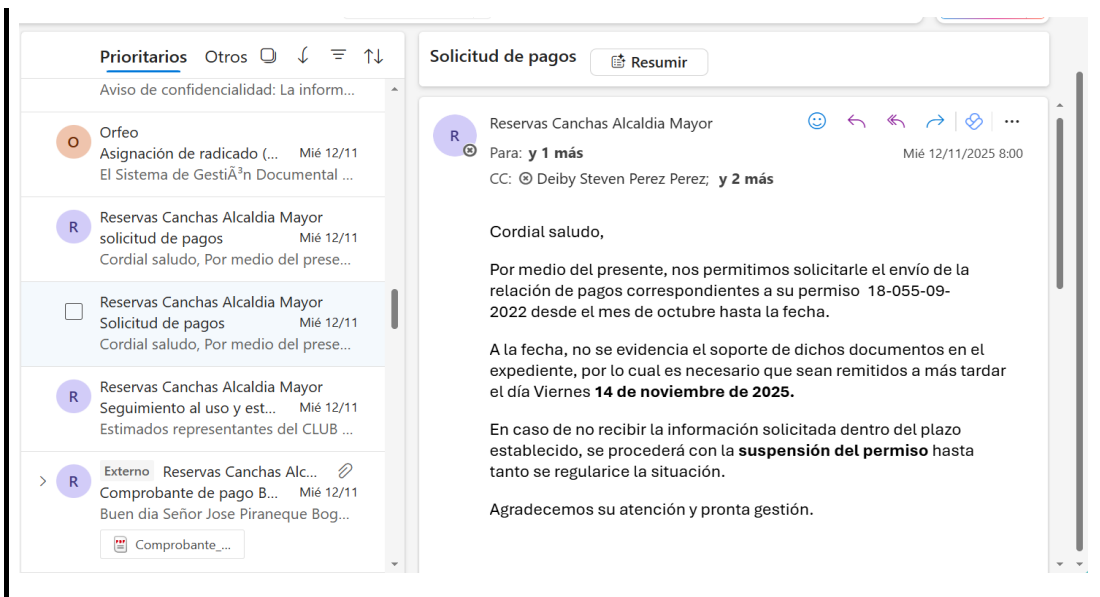 Prioritarios Otros
Aviso de confidencialidad: La inform...
O
Orfeo
Asignación de radicado (... Mié 12/11
El Sistema de GestiÃ³n Documental ...
R
Reservas Canchas Alcaldia Mayor
solicitud de pagos Mié 12/11
Cordial saludo, Por medio del prese...
Reservas Canchas Alcaldia Mayor
Solicitud de pagos Mié 12/11
Cordial saludo, Por medio del prese...
R
Reservas Canchas Alcaldia Mayor
Seguimiento al uso y est... Mié 12/11
Estimados representantes del CLUB ...
R
Externo Reservas Canchas Alc...
Comprobante de pago B... Mié 12/11
Buen dia Señor Jose Piraneque Bog...
PDF
Comprobante_...
Solicitud de pagos Resumir
R
Reservas Canchas Alcaldia Mayor
Para: y 1 más Mié 12/11/2025 8:00
CC: Deiby Steven Perez Perez; y 2 más
Cordial saludo,
Por medio del presente, nos permitimos solicitarle el envío de la
relación de pagos correspondientes a su permiso 18-055-09-
2022 desde el mes de octubre hasta la fecha.
A la fecha, no se evidencia el soporte de dichos documentos en el
expediente, por lo cual es necesario que sean remitidos a más tardar
el día Viernes 14 de noviembre de 2025.
En caso de no recibir la información solicitada dentro del plazo
establecido, se procederá con la suspensión del permiso hasta
tanto se regularice la situación.
Agradecemos su atención y pronta gestión.